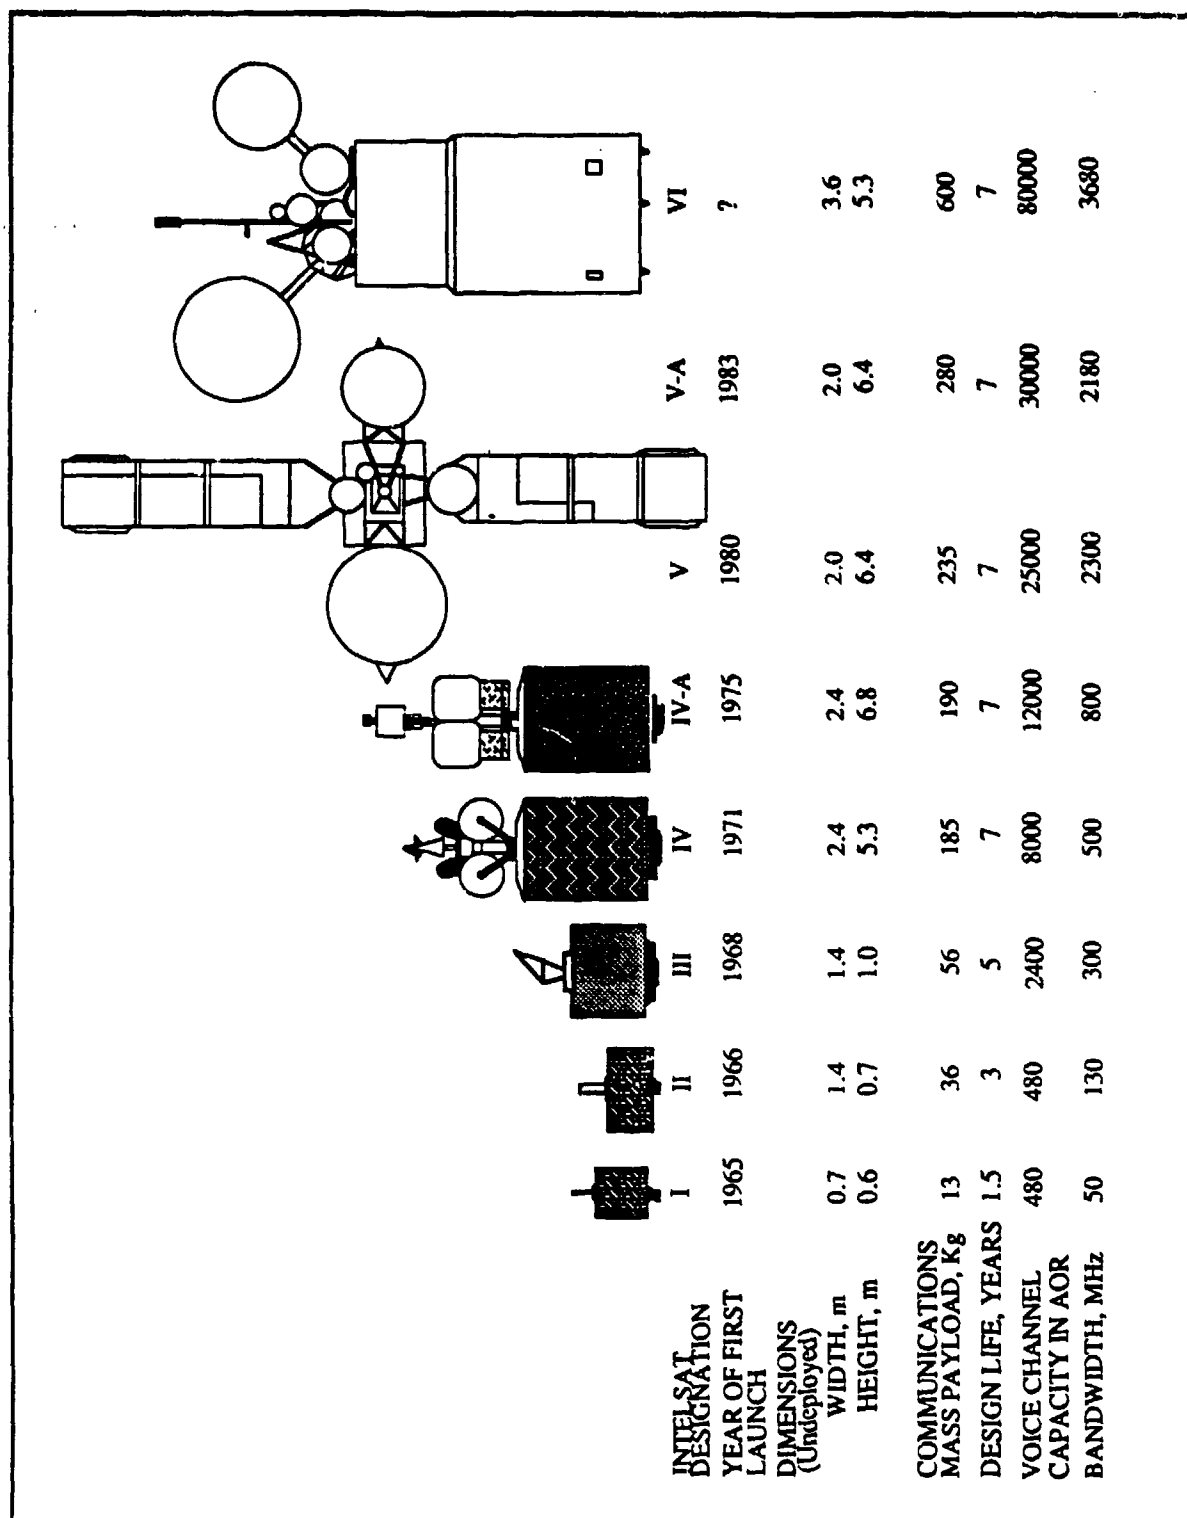 INTELSAT DESIGNATION I II III IV IV-A V V-A VI
YEAR OF FIRST LAUNCH 1965 1966 1968 1971 1975 1980 1983 ?
DIMENSIONS
(Undeployed)
WIDTH, m 0.7 1.4 1.4 2.4 2.4 2.0 2.0 3.6
HEIGHT, m 0.6 0.7 1.0 5.3 6.8 6.4 6.4 5.3
COMMUNICATIONS
MASS PAYLOAD, Kg 13 36 56 185 190 235 280 600
DESIGN LIFE, YEARS 1.5 3 5 7 7 7 7 7
VOICE CHANNEL
CAPACITY IN AOR 480 480 2400 8000 12000 25000 30000 80000
BANDWIDTH, MHz 50 130 300 500 800 2300 2180 3680